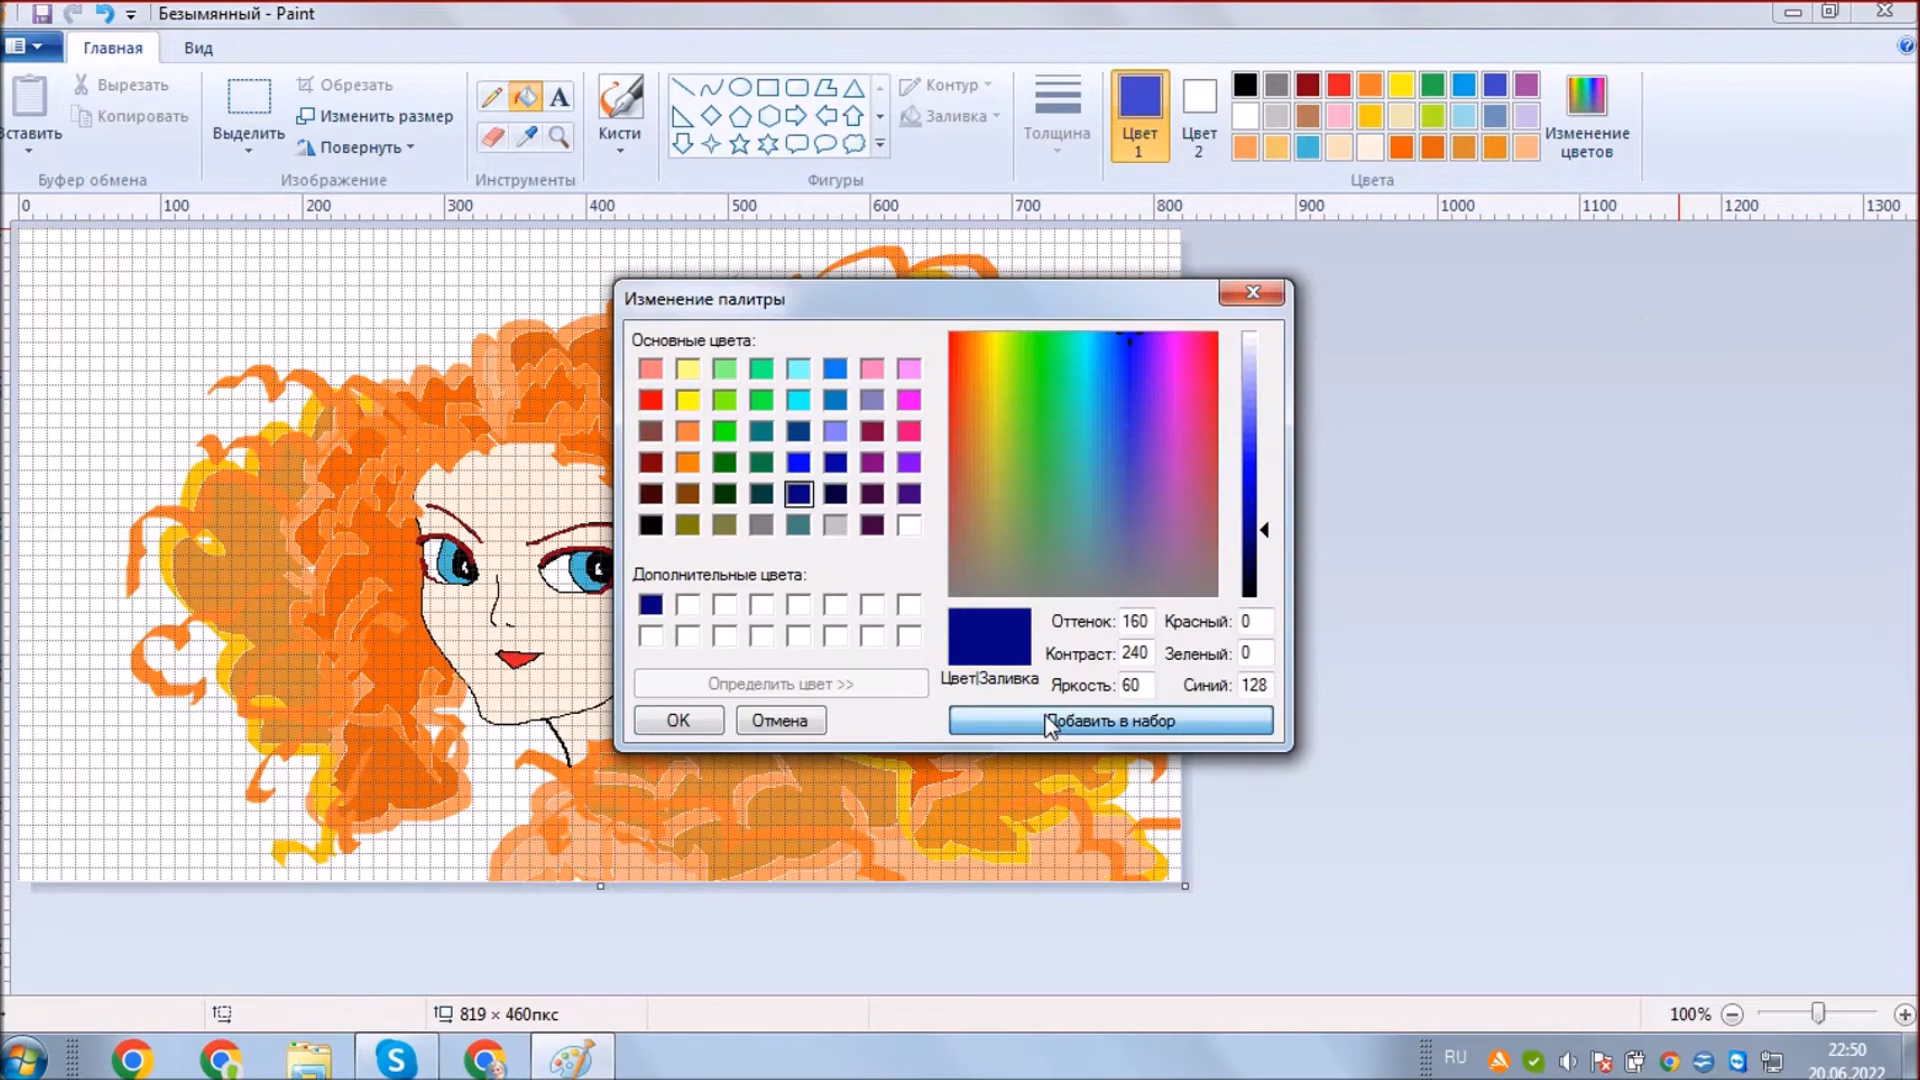 Безымянный - Paint
Главная
Вид
Вставить
Вырезать
Копировать
Буфер обмена
Выделить
Обрезать
Изменить размер
Повернуть
Изображение
A
Инструменты
Кисти
Фигуры
Контур
Заливка
Толщина
Цвет
1
Цвет
2
Изменение
цветов
Цвета
0 100 200 300 400 500 600 700 800 900 1000 1100 1200 1300
Изменение палитры
Основные цвета:
Дополнительные цвета:
Определить цвет >>
OK
Отмена
Цвет|Заливка
Оттенок: 160
Красный: 0
Контраст: 240
Зеленый: 0
Яркость: 60
Синий: 128
Добавить в набор
819 × 460пкс
100%
S
RU
22:50
20.06.2022